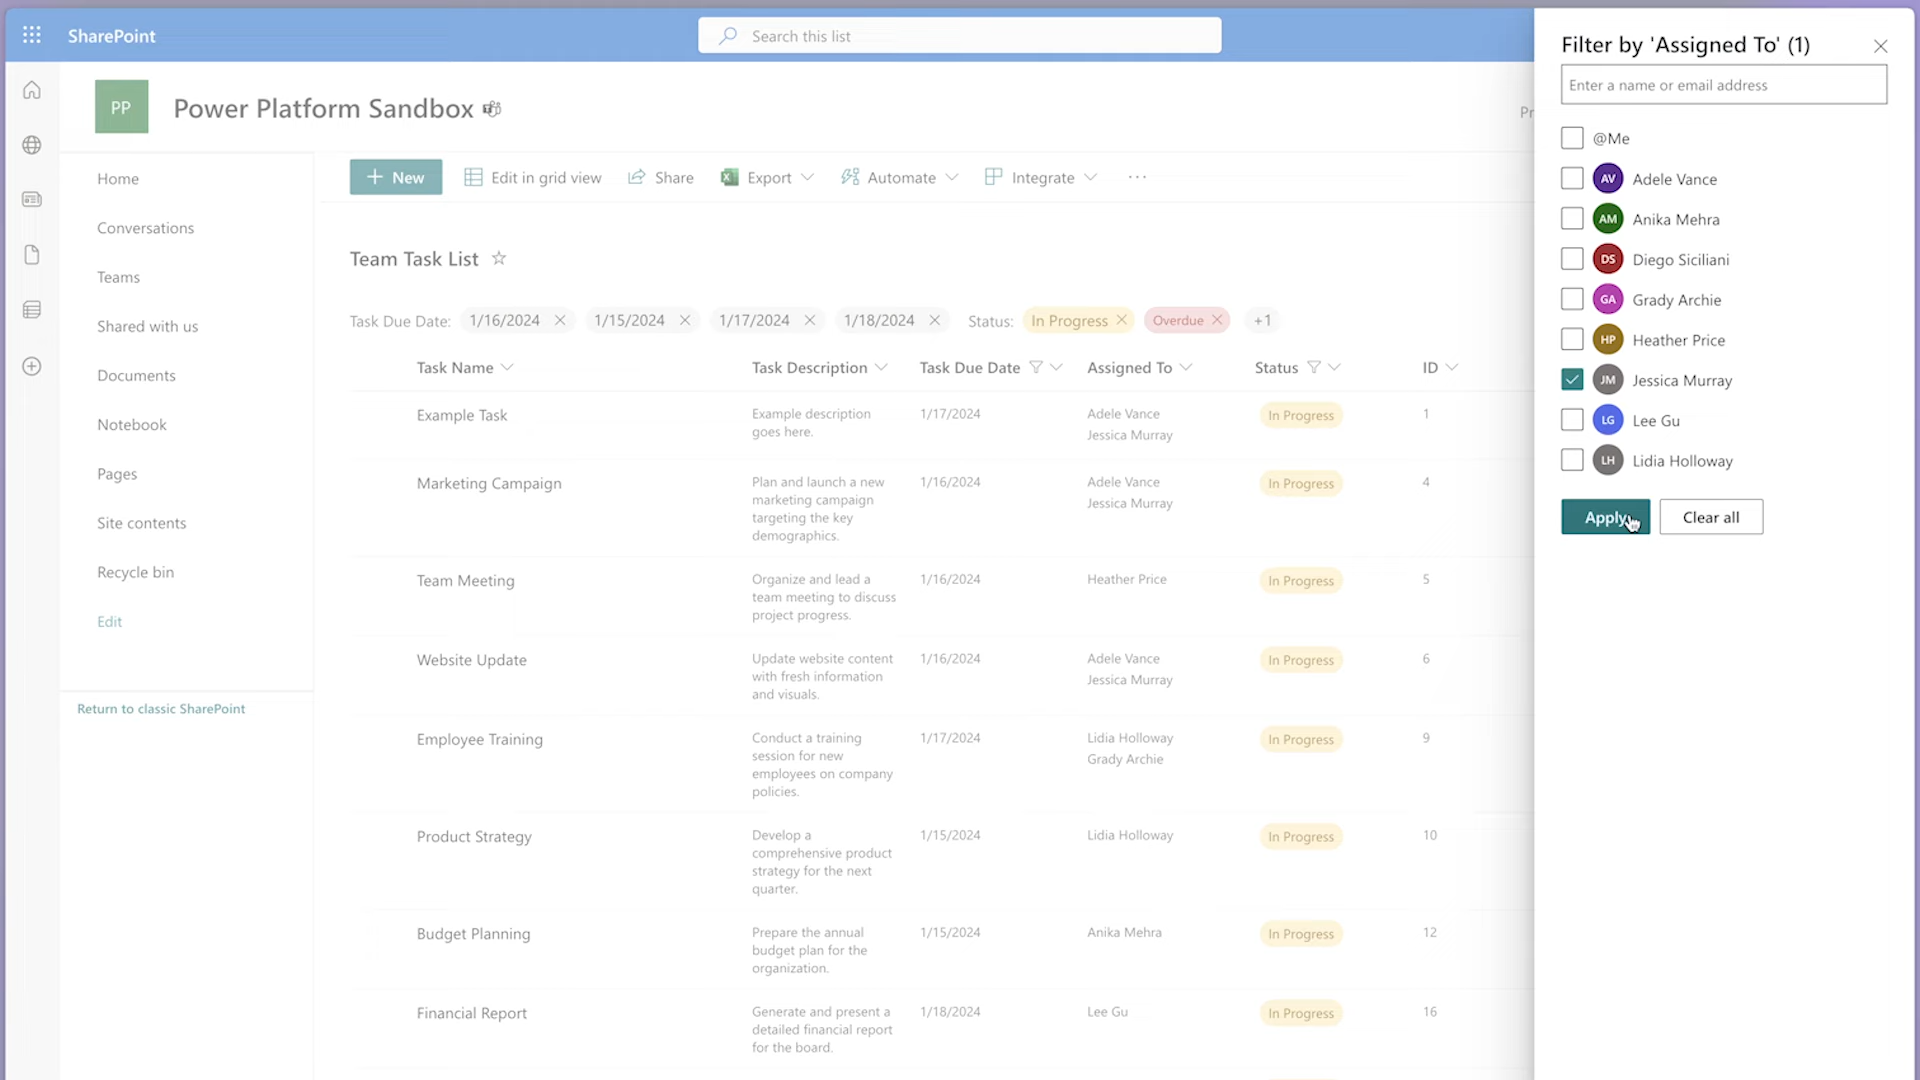 SharePoint
Search this list
PP
Power Platform Sandbox
Home
Conversations
Teams
Shared with us
Documents
Notebook
Pages
Site contents
Recycle bin
Edit
Return to classic SharePoint
New
Edit in grid view
Share
Export
Automate
Integrate
Team Task List
Task Due Date: 1/16/2024 1/15/2024 1/17/2024 1/18/2024 Status: In Progress Overdue +1
Task Name Task Description Task Due Date Assigned To Status ID
Example Task
Example description
goes here.
1/17/2024
Adele Vance
Jessica Murray
In Progress
1
Marketing Campaign
Plan and launch a new
marketing campaign
targeting the key
demographics.
1/16/2024
Adele Vance
Jessica Murray
In Progress
4
Team Meeting
Organize and lead a
team meeting to discuss
project progress.
1/16/2024
Heather Price
In Progress
5
Website Update
Update website content
with fresh information
and visuals.
1/16/2024
Adele Vance
Jessica Murray
In Progress
6
Employee Training
Conduct a training
session for new
employees on company
policies.
1/17/2024
Lidia Holloway
Grady Archie
In Progress
9
Product Strategy
Develop a
comprehensive product
strategy for the next
quarter.
1/15/2024
Lidia Holloway
In Progress
10
Budget Planning
Prepare the annual
budget plan for the
organization.
1/15/2024
Anika Mehra
In Progress
12
Financial Report
Generate and present a
detailed financial report
for the board.
1/18/2024
Lee Gu
In Progress
16
Filter by 'Assigned To' (1)
Enter a name or email address
@Me
AV Adele Vance
AM Anika Mehra
DS Diego Siciliani
GA Grady Archie
HP Heather Price
JM Jessica Murray
LG Lee Gu
LH Lidia Holloway
Apply
Clear all